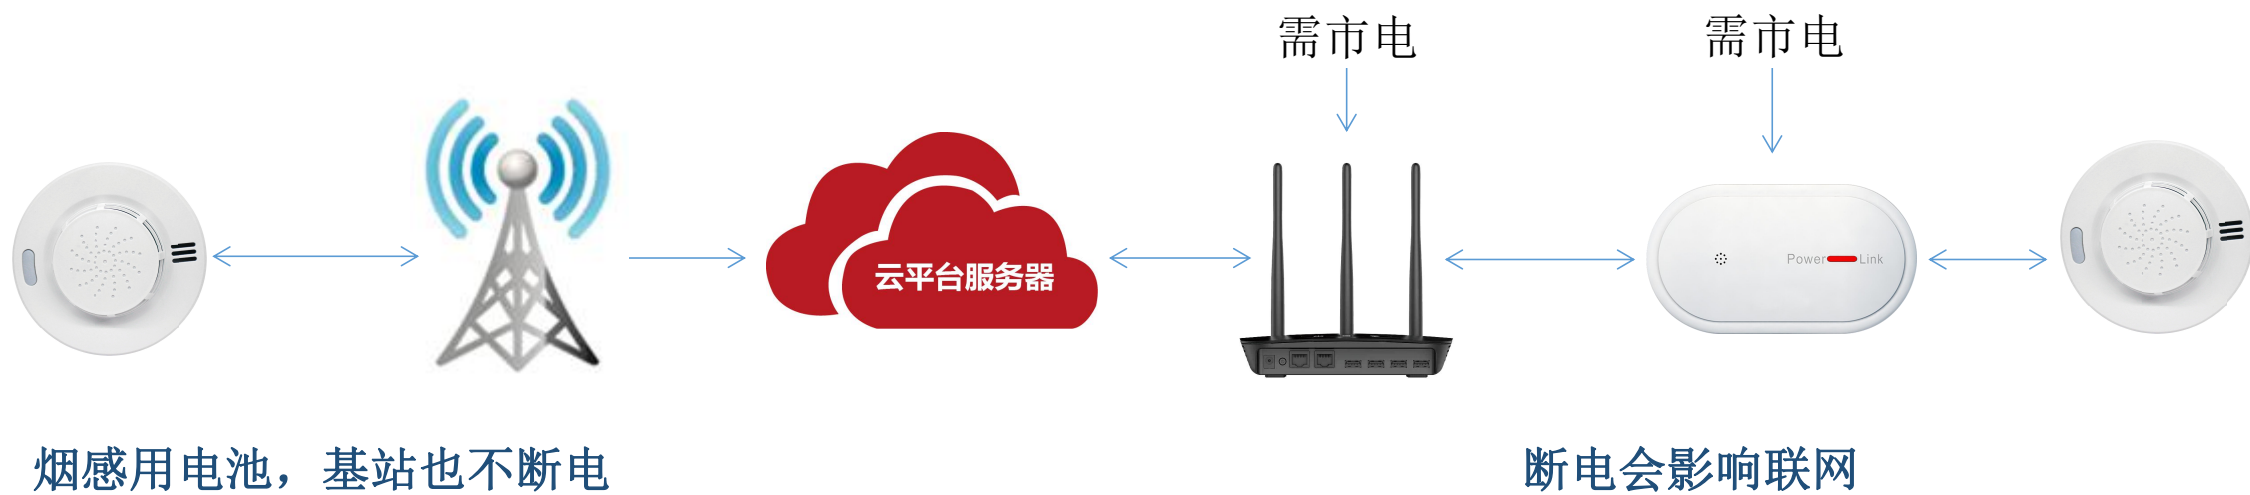 需市电
需市电
云平台服务器
Power Link
烟感用电池，基站也不断电
断电会影响联网